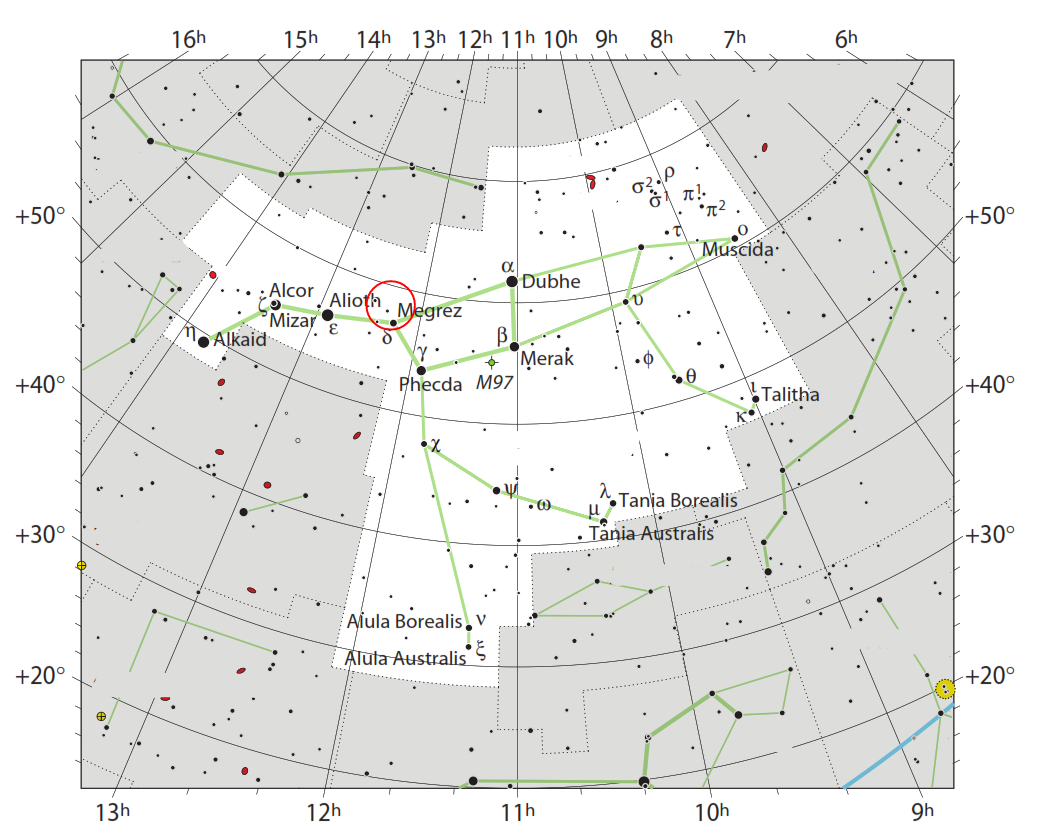 16h 15h 14h 13h 12h 11h 10h 9h 8h 7h 6h
ρ
σ² σ¹ π¹ π²
+50° +50°
τ ο
Muscida
α
Dubhe
Alcor
ζ Alioth υ
Mizar Megrez
η Alkaid ε δ β
γ Merak φ
Phecda M97 θ
+40° +40°
ι Talitha
κ
χ
ψ λ Tania Borealis
ω μ
+30° Tania Australis +30°
Alula Borealis ν
Alula Australis ξ
+20° +20°
13h 12h 11h 10h 9h